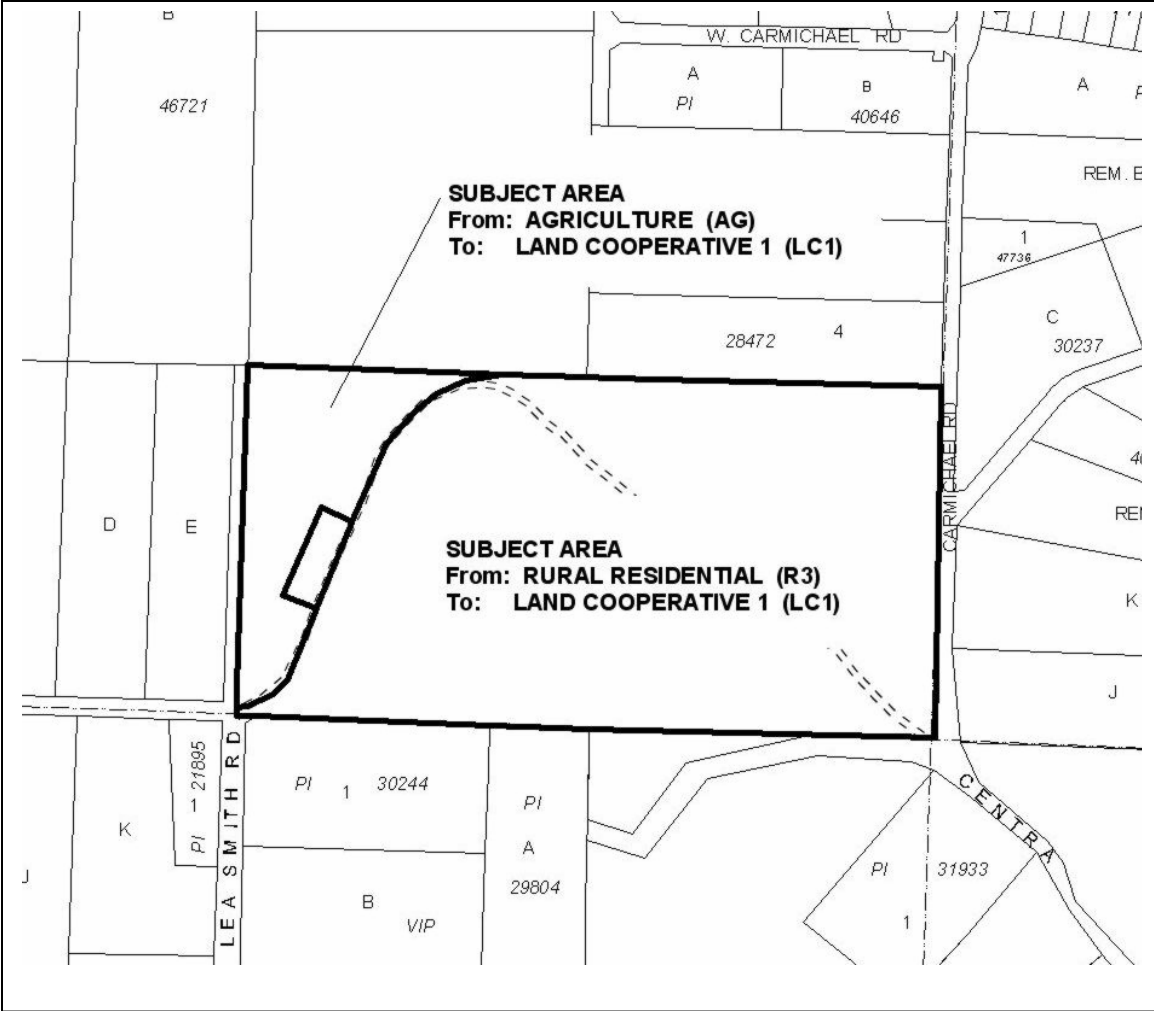 B
W. CARMICHAEL RD
46721
A
PI
B
40646
A
REM. B
SUBJECT AREA
From: AGRICULTURE (AG)
To: LAND COOPERATIVE 1 (LC1)
1
47736
28472
4
C
30237
CARMICHAEL RD
D
E
SUBJECT AREA
From: RURAL RESIDENTIAL (R3)
To: LAND COOPERATIVE 1 (LC1)
K
J
LEA SMITH RD
PI 1 21895
PI 1 30244
K
PI
A
29804
B
VIP
CENTRA
PI 31933
1
J